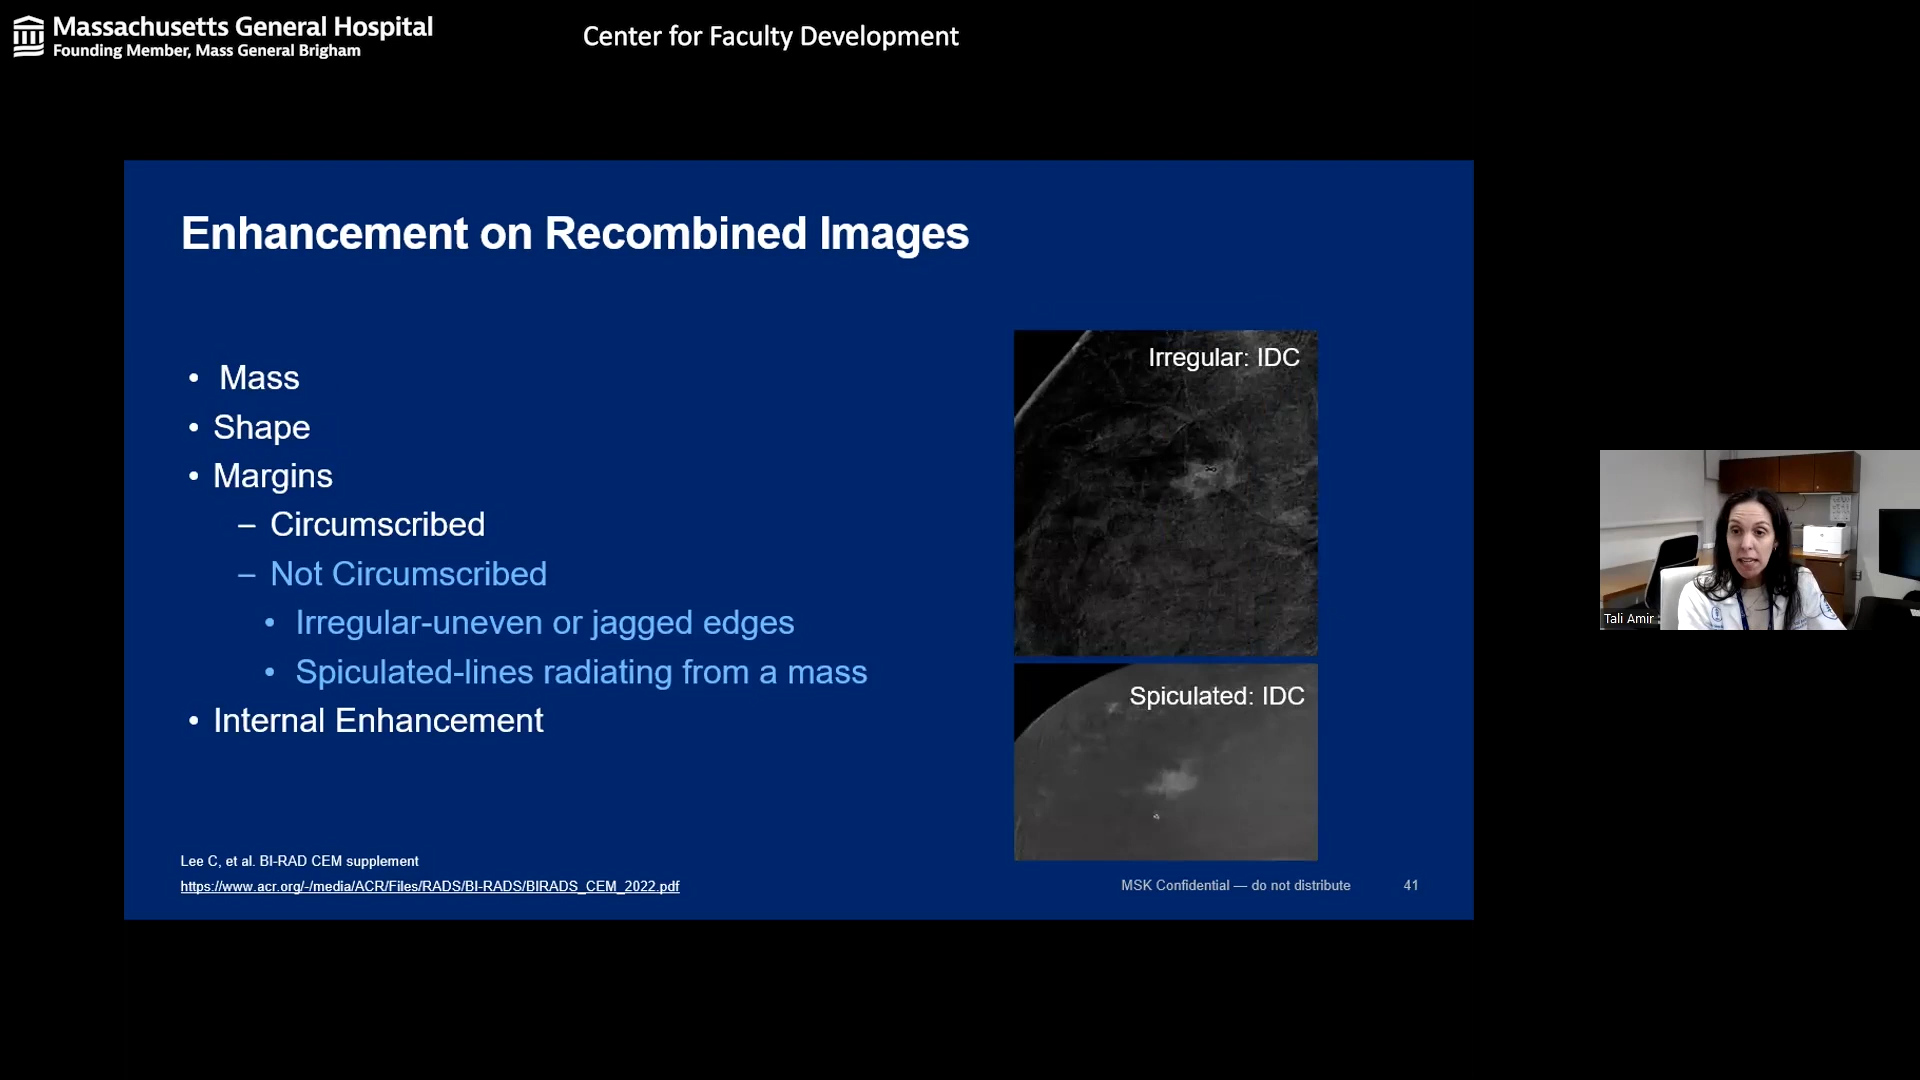 Massachusetts General Hospital
Founding Member, Mass General Brigham
Center for Faculty Development
Enhancement on Recombined Images
• Mass
• Shape
• Margins
– Circumscribed
– Not Circumscribed
• Irregular-uneven or jagged edges
• Spiculated-lines radiating from a mass
• Internal Enhancement
Irregular: IDC
Spiculated: IDC
Lee C, et al. BI-RAD CEM supplement
https://www.acr.org/-/media/ACR/Files/RADS/BI-RADS/BIRADS_CEM_2022.pdf
MSK Confidential — do not distribute 41
Tali Amir